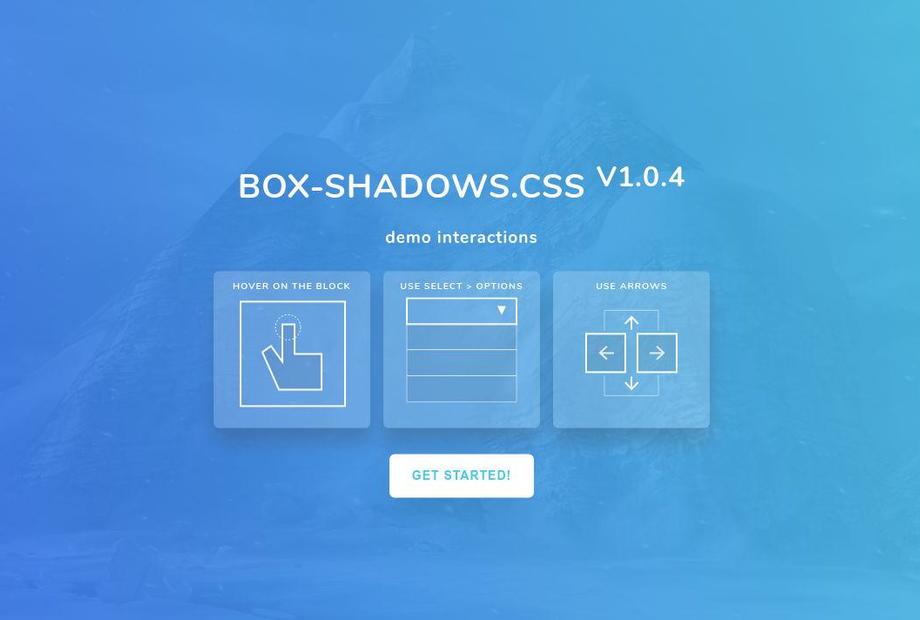 BOX-SHADOWS.CSS V1.0.4
demo interactions
HOVER ON THE BLOCK
USE SELECT > OPTIONS
USE ARROWS
GET STARTED!